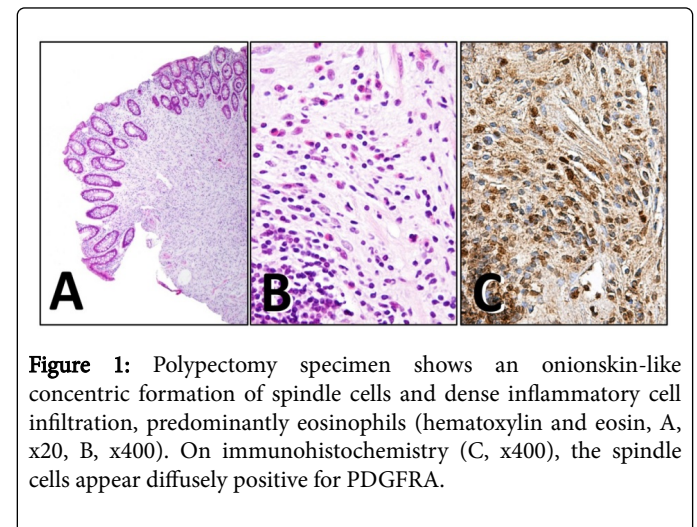 A B C
Figure 1: Polypectomy specimen shows an onionskin-like
concentric formation of spindle cells and dense inflammatory cell
infiltration, predominantly eosinophils (hematoxylin and eosin, A,
x20, B, x400). On immunohistochemistry (C, x400), the spindle
cells appear diffusely positive for PDGFRA.